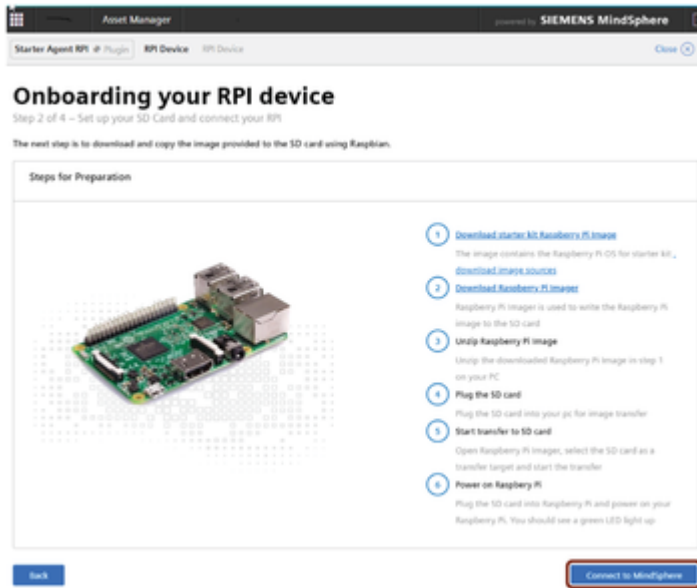 Asset Manager
powered by SIEMENS MindSphere
Starter Agent RPI @ Plugin RPI Device RPI Device
Close
Onboarding your RPI device
Step 2 of 4 – Set up your SD Card and connect your RPI
The next step is to download and copy the image provided to the SD card using Raspbian.
Steps for Preparation
1 Download starter kit Raspberry Pi Image
The image contains the Raspberry Pi OS for starter kit ,
download image sources
2 Download Raspberry Pi Imager
Raspberry Pi Imager is used to write the Raspberry Pi
image to the SD card
3 Unzip Raspberry Pi Image
Unzip the downloaded Raspberry Pi Image in step 1
on your PC
4 Plug the SD card
Plug the SD card into your pc for image transfer
5 Start transfer to SD card
Open Raspberry Pi Imager, select the SD card as a
transfer target and start the transfer
6 Power on Raspbery Pi
Plug the SD card into Raspberry Pi and power on your
Raspberry Pi. You should see a green LED light up
Back
Connect to MindSphere